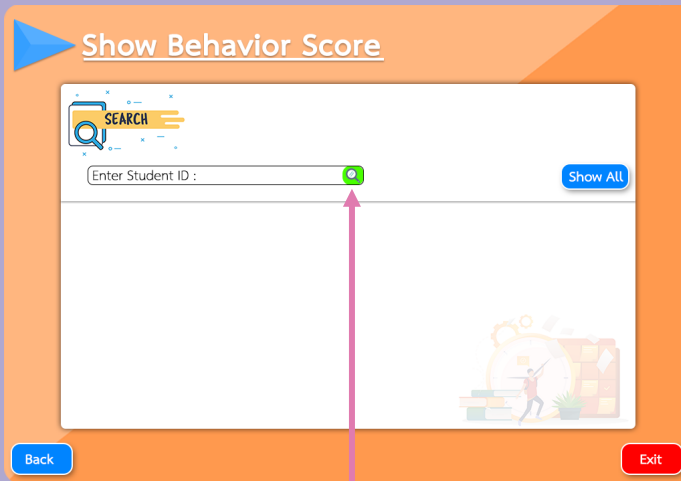 Show Behavior Score
SEARCH
Enter Student ID :
Show All
Back
Exit